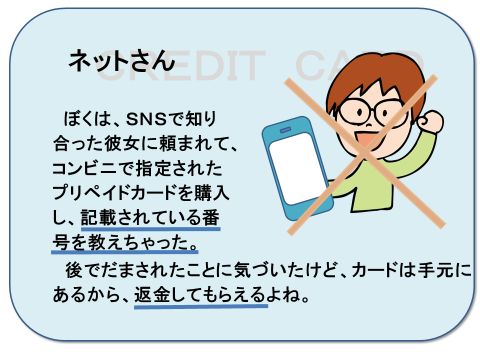 CREDIT CARD
ネットさん
ぼくは、SNSで知り
合った彼女に頼まれて、
コンビニで指定された
プリペイドカードを購入
し、記載されている番
号を教えちゃった。
後でだまされたことに気づいたけど、カードは手元に
あるから、返金してもらえるよね。